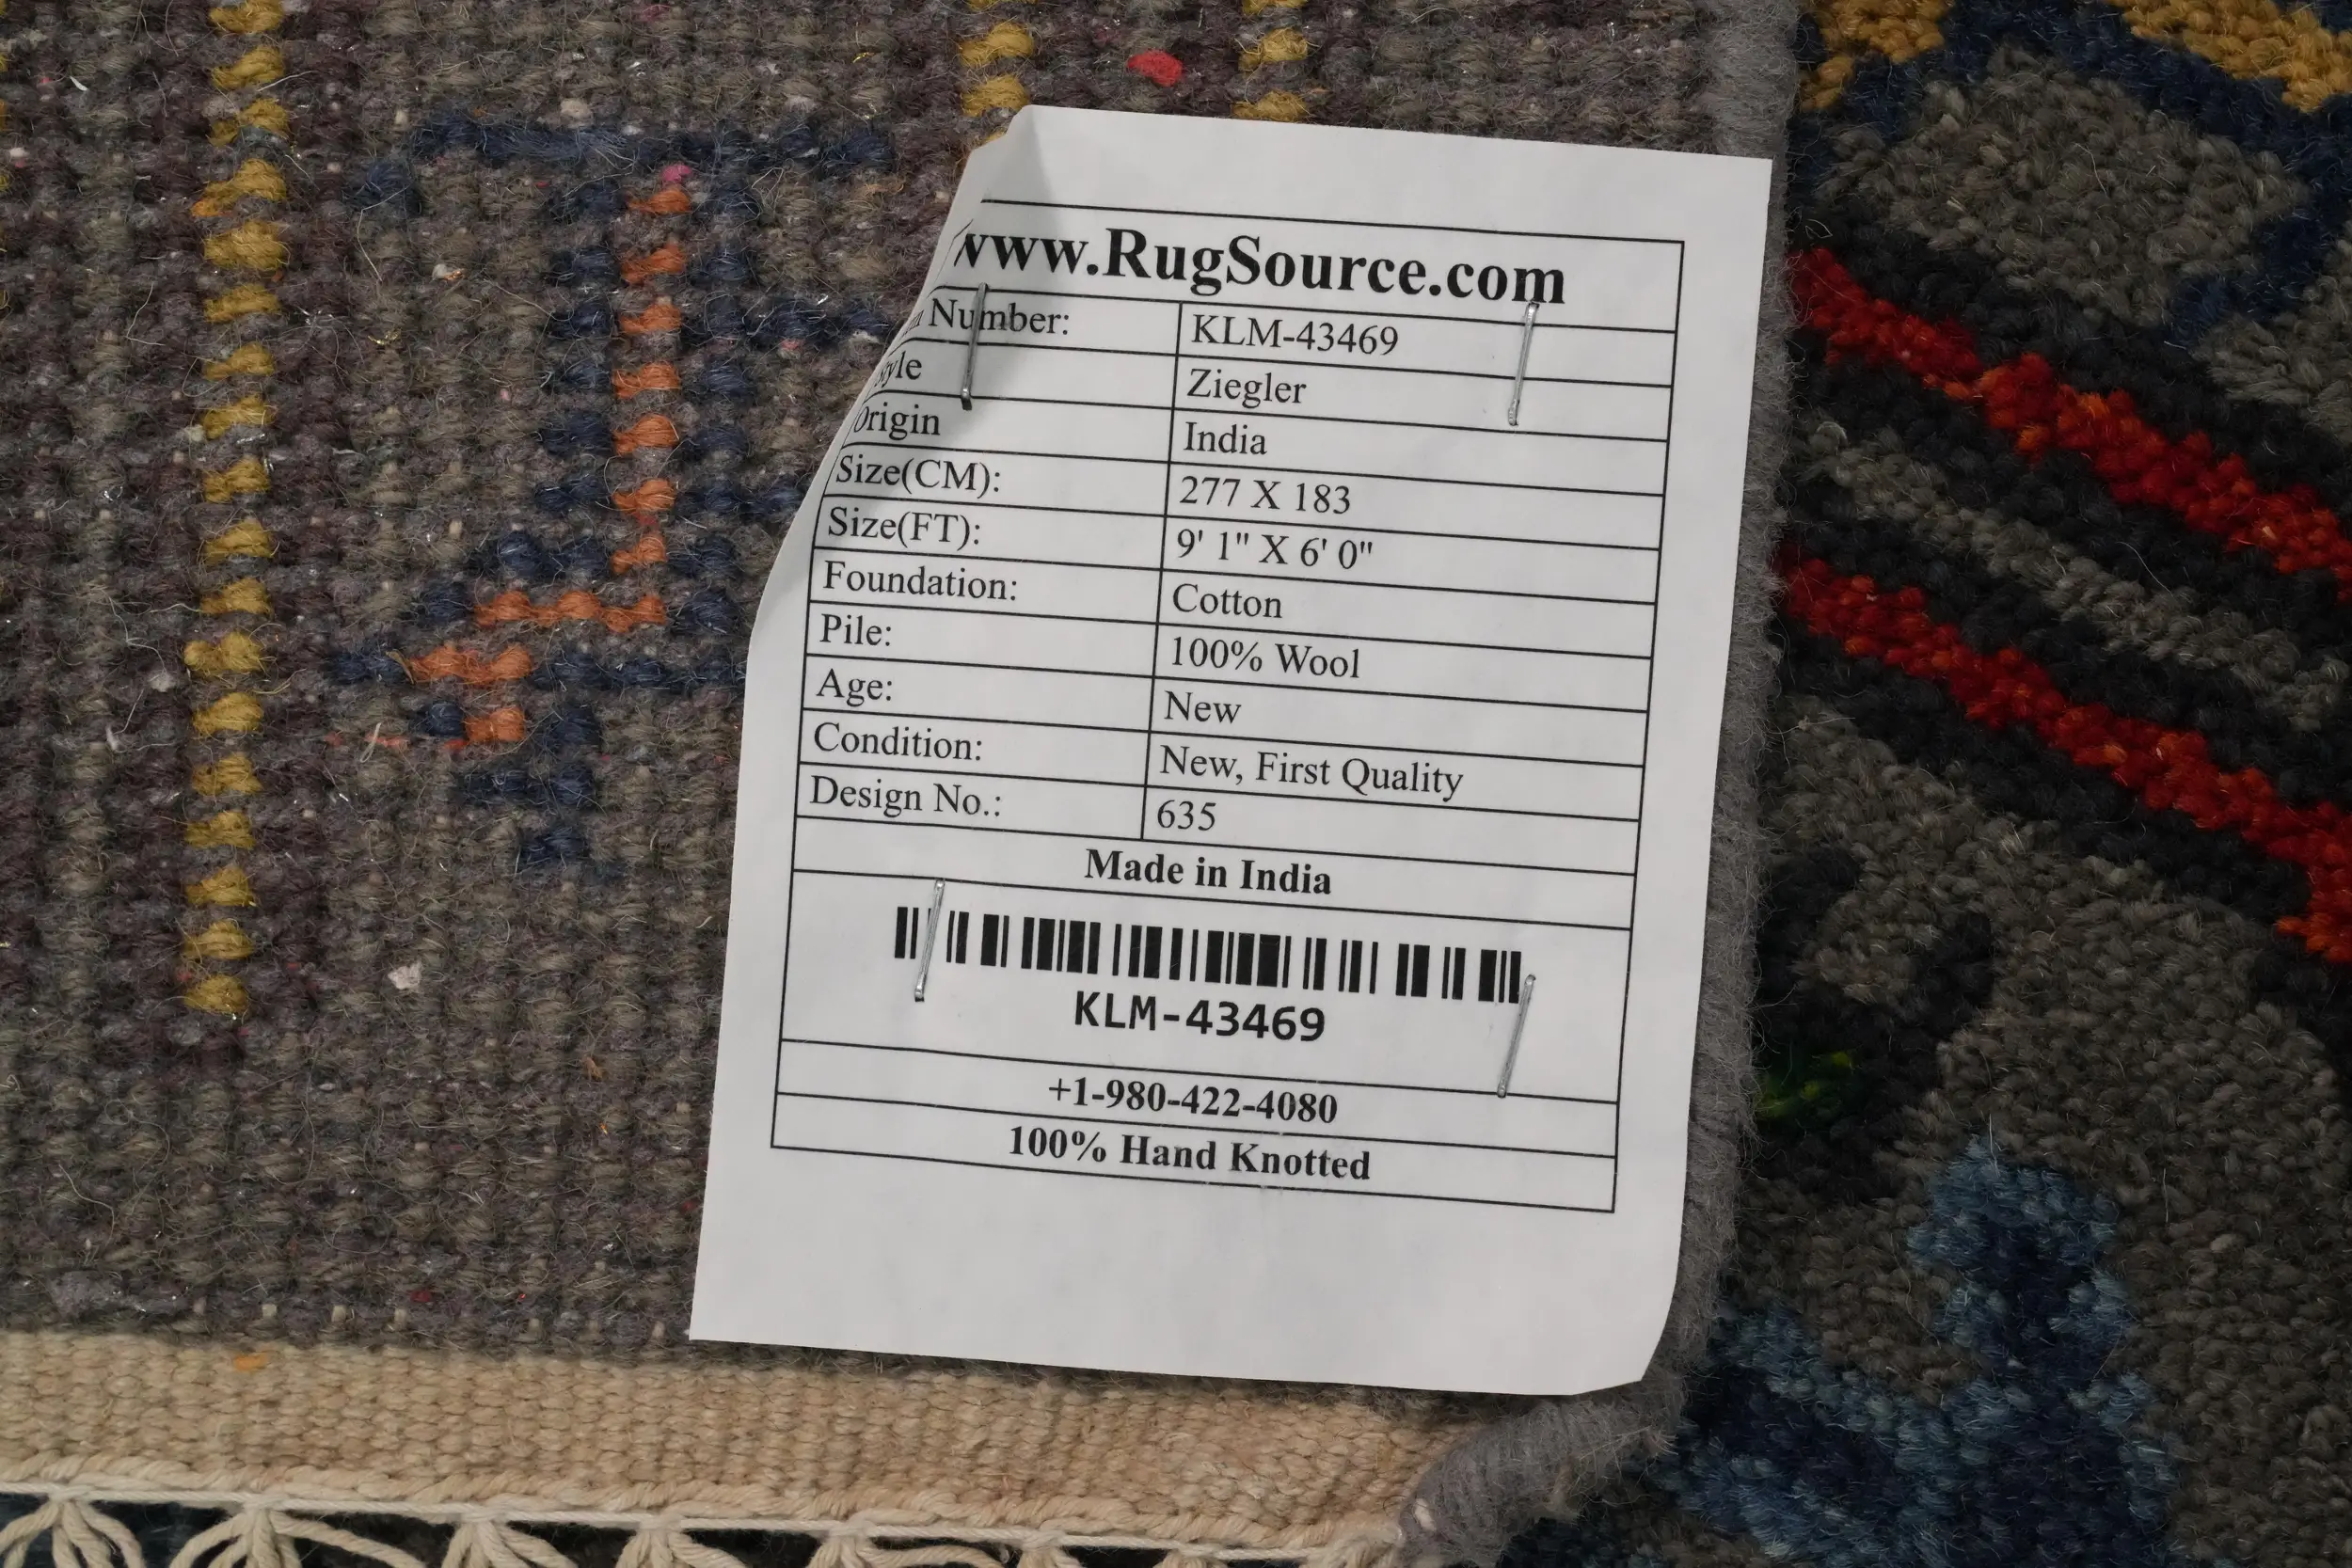 www.RugSource.com
Number: KLM-43469
Style Ziegler
Origin India
Size(CM): 277 X 183
Size(FT): 9' 1" X 6' 0"
Foundation: Cotton
Pile: 100% Wool
Age: New
Condition: New, First Quality
Design No.: 635
Made in India
KLM-43469
+1-980-422-4080
100% Hand Knotted